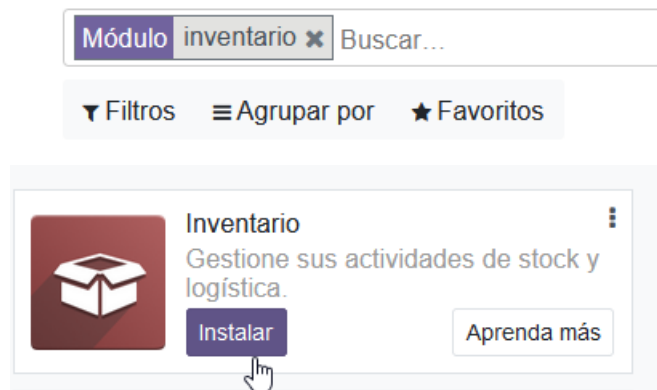 Módulo inventario Buscar...
Filtros Agrupar por Favoritos
Inventario
Gestione sus actividades de stock y
logística.
Instalar Aprenda más